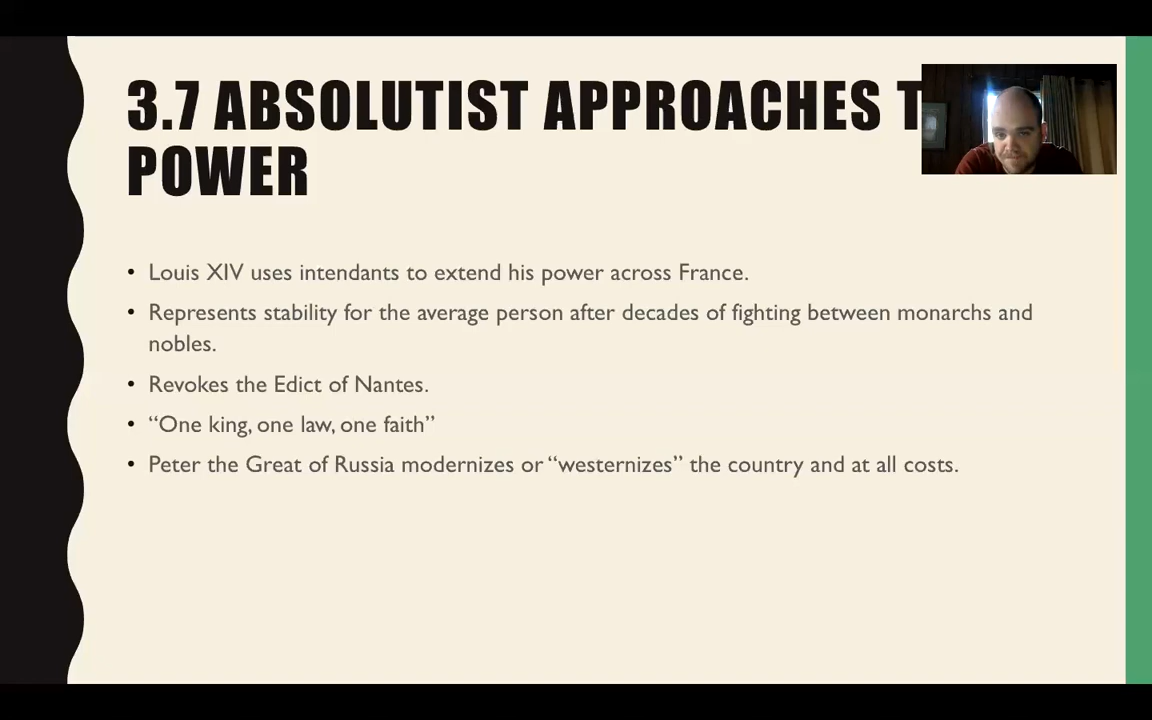 3.7 ABSOLUTIST APPROACHES T
POWER
• Louis XIV uses intendants to extend his power across France.
• Represents stability for the average person after decades of fighting between monarchs and
nobles.
• Revokes the Edict of Nantes.
• “One king, one law, one faith”
• Peter the Great of Russia modernizes or “westernizes” the country and at all costs.